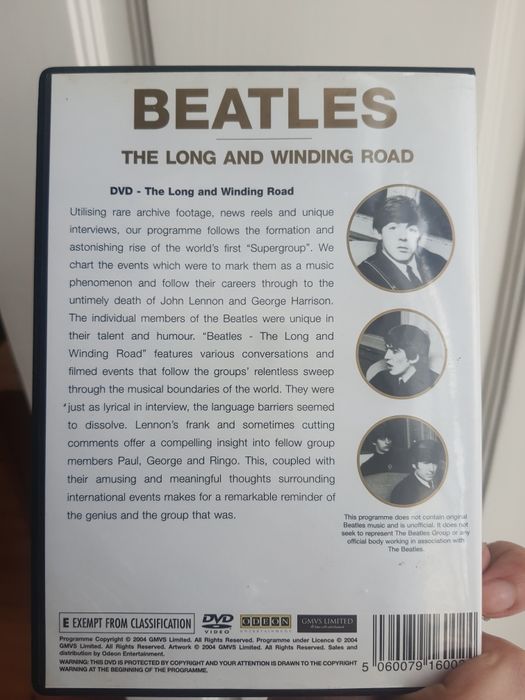 BEATLES
THE LONG AND WINDING ROAD
DVD - The Long and Winding Road
Utilising rare archive footage, news reels and unique
interviews, our programme follows the formation and
astonishing rise of the world's first "Supergroup". We
chart the events which were to mark them as a music
phenomenon and follow their careers through to the
untimely death of John Lennon and George Harrison.
The individual members of the Beatles were unique in
their talent and humour. "Beatles - The Long and
Winding Road" features various conversations and
filmed events that follow the groups' relentless sweep
through the musical boundaries of the world. They were
just as lyrical in interview, the language barriers seemed
to dissolve. Lennon's frank and sometimes cutting
comments offer a compelling insight into fellow group
members Paul, George and Ringo. This, coupled with
their amusing and meaningful thoughts surrounding
international events makes for a remarkable reminder of
the genius and the group that was.
This programme does not contain original
Beatles music and is unofficial. It does not
seek to represent The Beatles Group or any
official body working in association with
The Beatles.
E EXEMPT FROM CLASSIFICATION
DVD
VIDEO
ODEON
ENTERTAINMENT
GMVS LIMITED
Programme Copyright © 2004 GMVS Limited. All Rights Reserved. Programme under Licence © 2004
GMVS Limited. All Rights Reserved. Artwork © 2004 GMVS Limited. All Rights Reserved. Sales and
distribution by Odeon Entertainment.
WARNING: THIS DVD IS PROTECTED BY COPYRIGHT AND YOUR ATTENTION IS DRAWN TO THE COPYRIGHT
WARNING AT THE BEGINNING OF THE PROGRAMME.
5 060079 1600